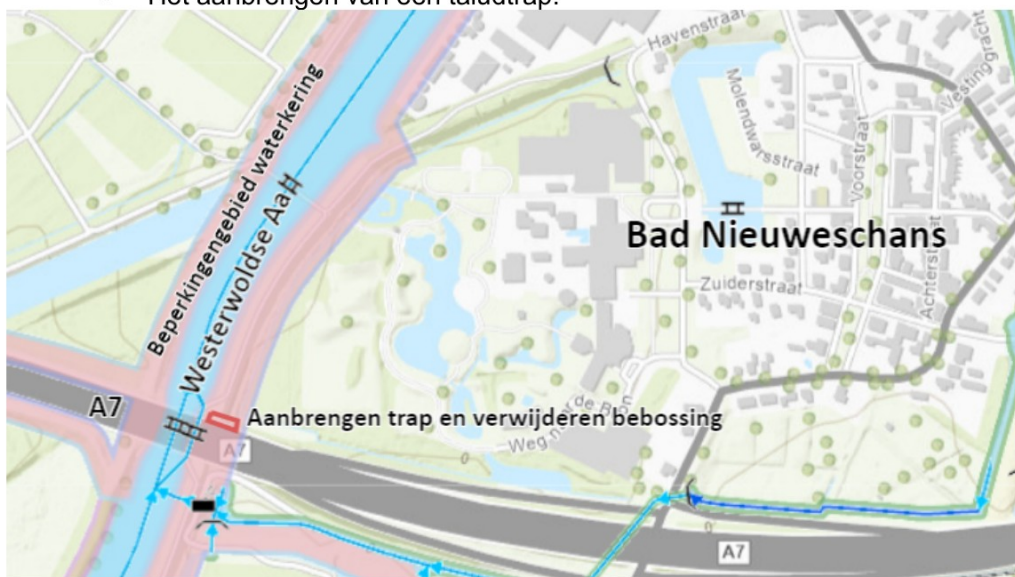 Het aanbrengen van een taludtrap.
Havenstraat
Vestinggracht
Molendwarsstraat
Voorstraat
Beperkingengebied waterkering
Westerwoldse Aa
Bad Nieuweschans
Zuiderstraat
Achterstraat
A7
Aanbrengen trap en verwijderen bebossing
Weg naar de Bron
A7
A7